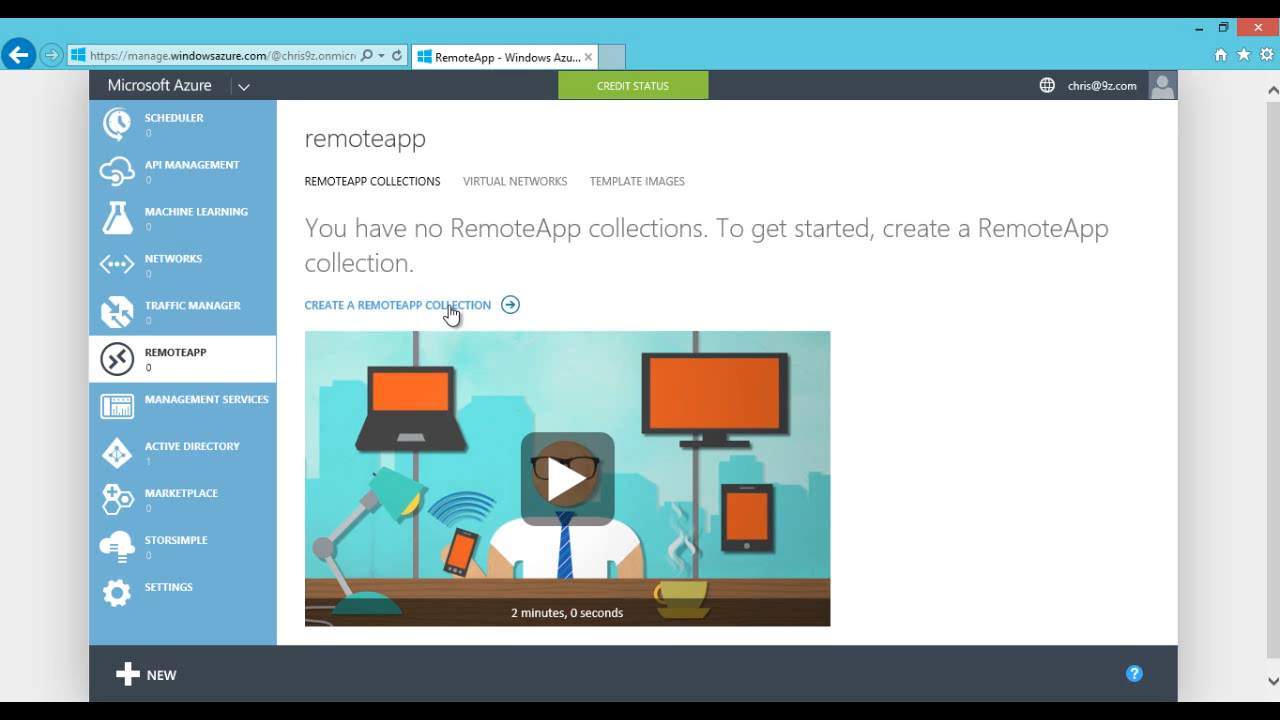 https://manage.windowsazure.com/@chris9z.onmicr
RemoteApp - Windows Azu...
Microsoft Azure
CREDIT STATUS
chris@9z.com
SCHEDULER
0
API MANAGEMENT
0
MACHINE LEARNING
0
NETWORKS
0
TRAFFIC MANAGER
0
REMOTEAPP
0
MANAGEMENT SERVICES
ACTIVE DIRECTORY
1
MARKETPLACE
0
STORSIMPLE
0
SETTINGS
remoteapp
REMOTEAPP COLLECTIONS VIRTUAL NETWORKS TEMPLATE IMAGES
You have no RemoteApp collections. To get started, create a RemoteApp
collection.
CREATE A REMOTEAPP COLLECTION
2 minutes, 0 seconds
NEW
?